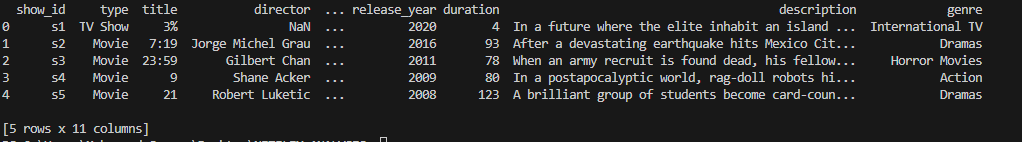 show_id type title director ... release_year duration description genre
0 s1 TV Show 3% NaN ... 2020 4 In a future where the elite inhabit an island ... International TV
1 s2 Movie 7:19 Jorge Michel Grau ... 2016 93 After a devastating earthquake hits Mexico Cit... Dramas
2 s3 Movie 23:59 Gilbert Chan ... 2011 78 When an army recruit is found dead, his fellow... Horror Movies
3 s4 Movie 9 Shane Acker ... 2009 80 In a postapocalyptic world, rag-doll robots hi... Action
4 s5 Movie 21 Robert Luketic ... 2008 123 A brilliant group of students become card-coun... Dramas
[5 rows x 11 columns]